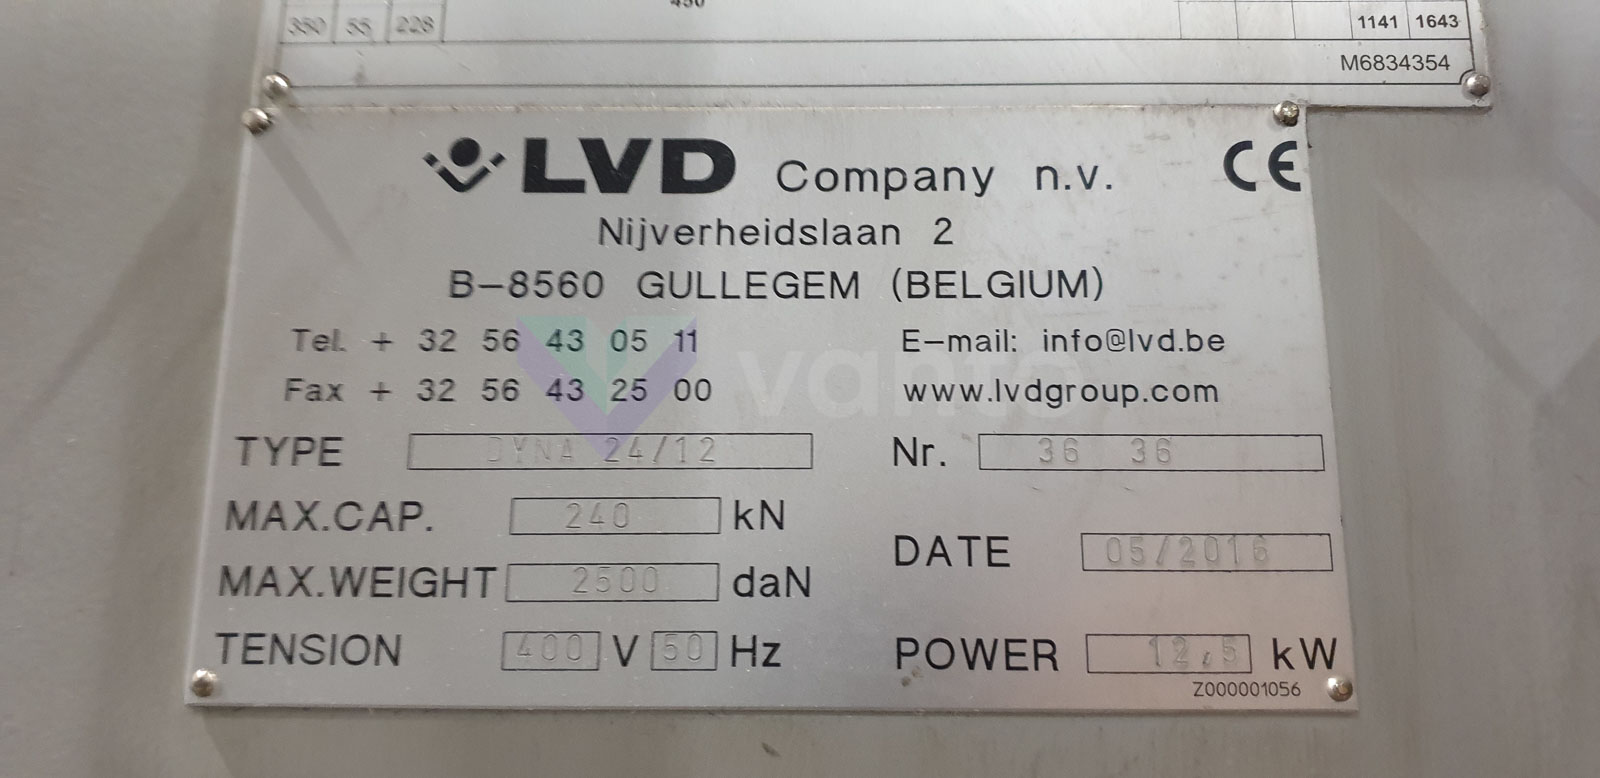 450
350 55 228 1141 1643
M6834354
LVD Company n.v. CE
Nijverheidslaan 2
B-8560 GULLEGEM (BELGIUM)
Tel. + 32 56 43 05 11 E-mail: info@lvd.be
Fax + 32 56 43 25 00 www.lvdgroup.com
TYPE DYNA 24/12 Nr. 36 36
MAX.CAP. 240 kN
DATE 05/2016
MAX.WEIGHT 2500 daN
TENSION 400 V 50 Hz POWER 12,5 kW
Z000001056